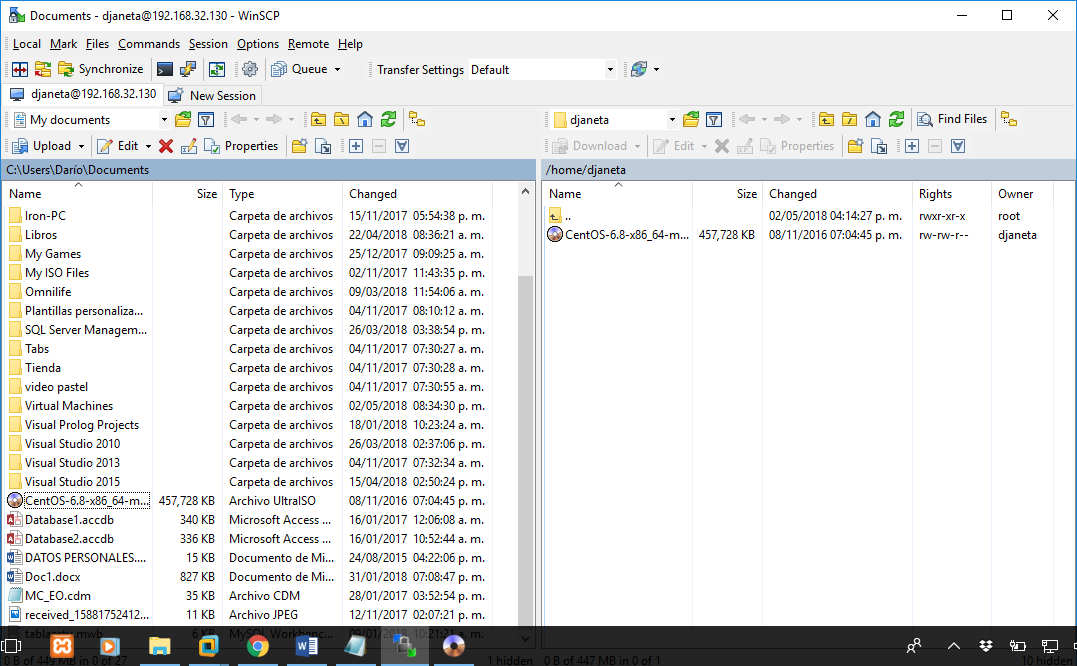 Documents - djaneta@192.168.32.130 - WinSCP
Local Mark Files Commands Session Options Remote Help
Synchronize Queue Transfer Settings Default
djaneta@192.168.32.130 New Session
My documents djaneta Find Files
Upload Edit Properties Download Edit Properties
C:\Users\Darío\Documents /home/djaneta
Name Size Type Changed Name Size Changed Rights Owner
Iron-PC Carpeta de archivos 15/11/2017 05:54:38 p. m. .. 02/05/2018 04:14:27 p. m. rwxr-xr-x root
Libros Carpeta de archivos 22/04/2018 08:36:21 a. m. CentOS-6.8-x86_64-m... 457,728 KB 08/11/2016 07:04:45 p. m. rw-rw-r-- djaneta
My Games Carpeta de archivos 25/12/2017 09:09:25 a. m.
My ISO Files Carpeta de archivos 02/11/2017 11:43:35 p. m.
Omnilife Carpeta de archivos 09/03/2018 11:54:06 a. m.
Plantillas personaliza... Carpeta de archivos 04/11/2017 08:10:12 a. m.
SQL Server Managem... Carpeta de archivos 26/03/2018 03:38:54 p. m.
Tabs Carpeta de archivos 04/11/2017 07:30:27 a. m.
Tienda Carpeta de archivos 04/11/2017 07:30:28 a. m.
video pastel Carpeta de archivos 04/11/2017 07:30:55 a. m.
Virtual Machines Carpeta de archivos 02/05/2018 08:34:30 p. m.
Visual Prolog Projects Carpeta de archivos 18/01/2018 10:23:24 a. m.
Visual Studio 2010 Carpeta de archivos 26/03/2018 02:37:06 p. m.
Visual Studio 2013 Carpeta de archivos 04/11/2017 07:32:34 a. m.
Visual Studio 2015 Carpeta de archivos 15/04/2018 02:50:24 p. m.
CentOS-6.8-x86_64-m... 457,728 KB Archivo UltraISO 08/11/2016 07:04:45 p. m.
Database1.accdb 340 KB Microsoft Access ... 16/01/2017 12:06:08 a. m.
Database2.accdb 336 KB Microsoft Access ... 16/01/2017 10:52:44 a. m.
DATOS PERSONALES.... 15 KB Documento de Mi... 24/08/2015 04:22:06 p. m.
Doc1.docx 827 KB Documento de Mi... 31/01/2018 07:08:47 p. m.
MC_EO.cdm 35 KB Archivo CDM 28/01/2017 03:52:54 p. m.
received_15881752412... 11 KB Archivo JPEG 12/11/2017 02:07:21 p. m.
6 KB MySQL Workbenc... 10:21:21 a. m.
0 B of 449 MB in 0 of 27 1 hidden 0 B of 447 MB in 0 of 1 10 hidden